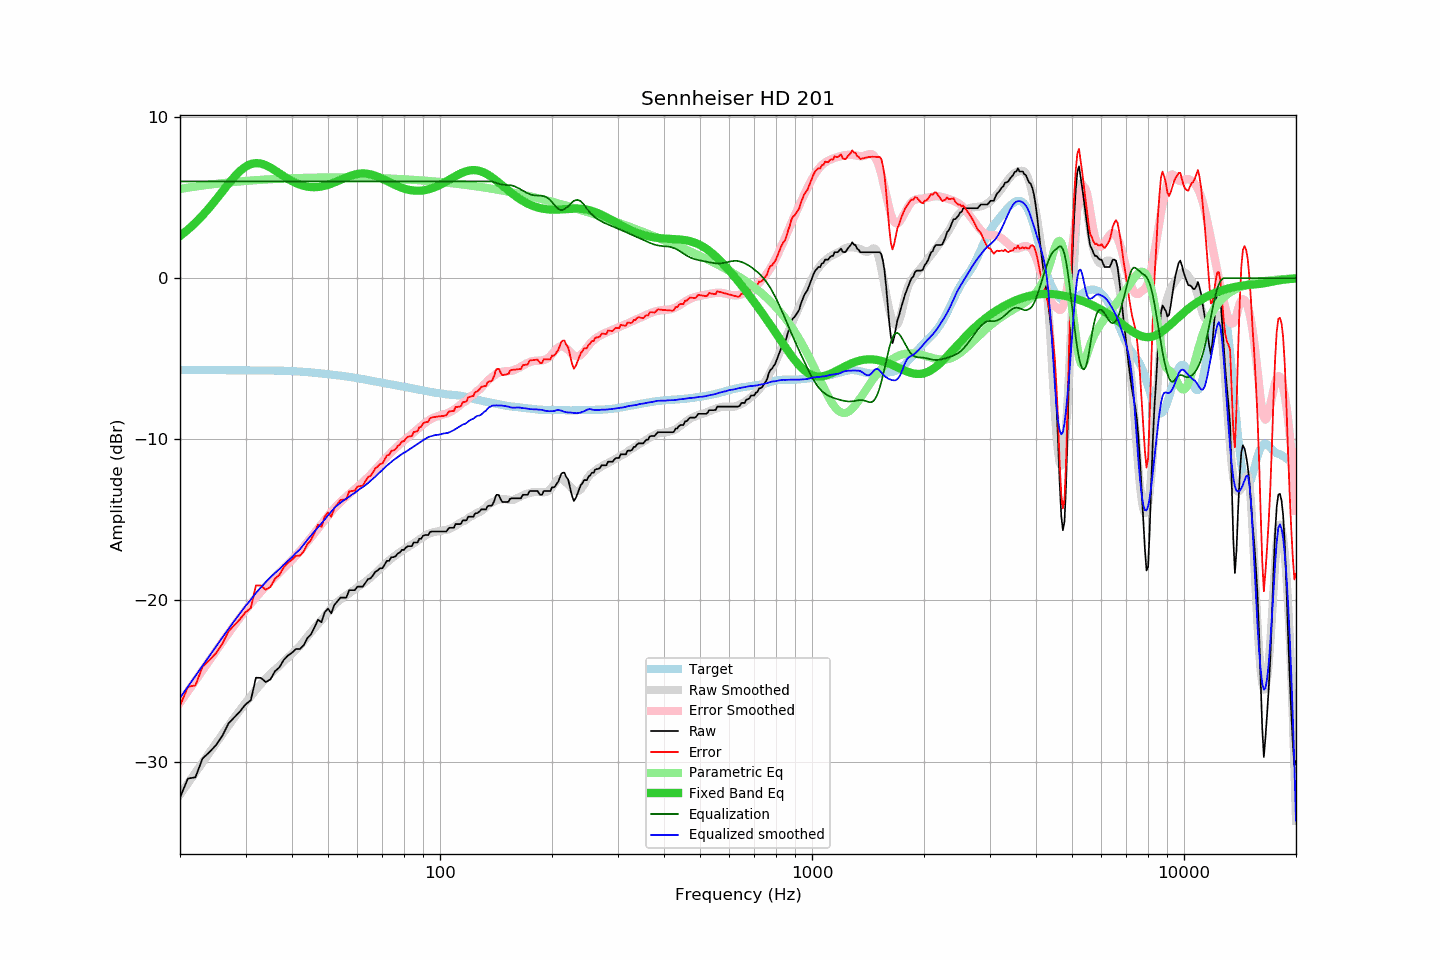 Sennheiser HD 201
10
0
−10
−20
−30
Amplitude (dBr)
100
1000
10000
Frequency (Hz)
Target
Raw Smoothed
Error Smoothed
Raw
Error
Parametric Eq
Fixed Band Eq
Equalization
Equalized smoothed